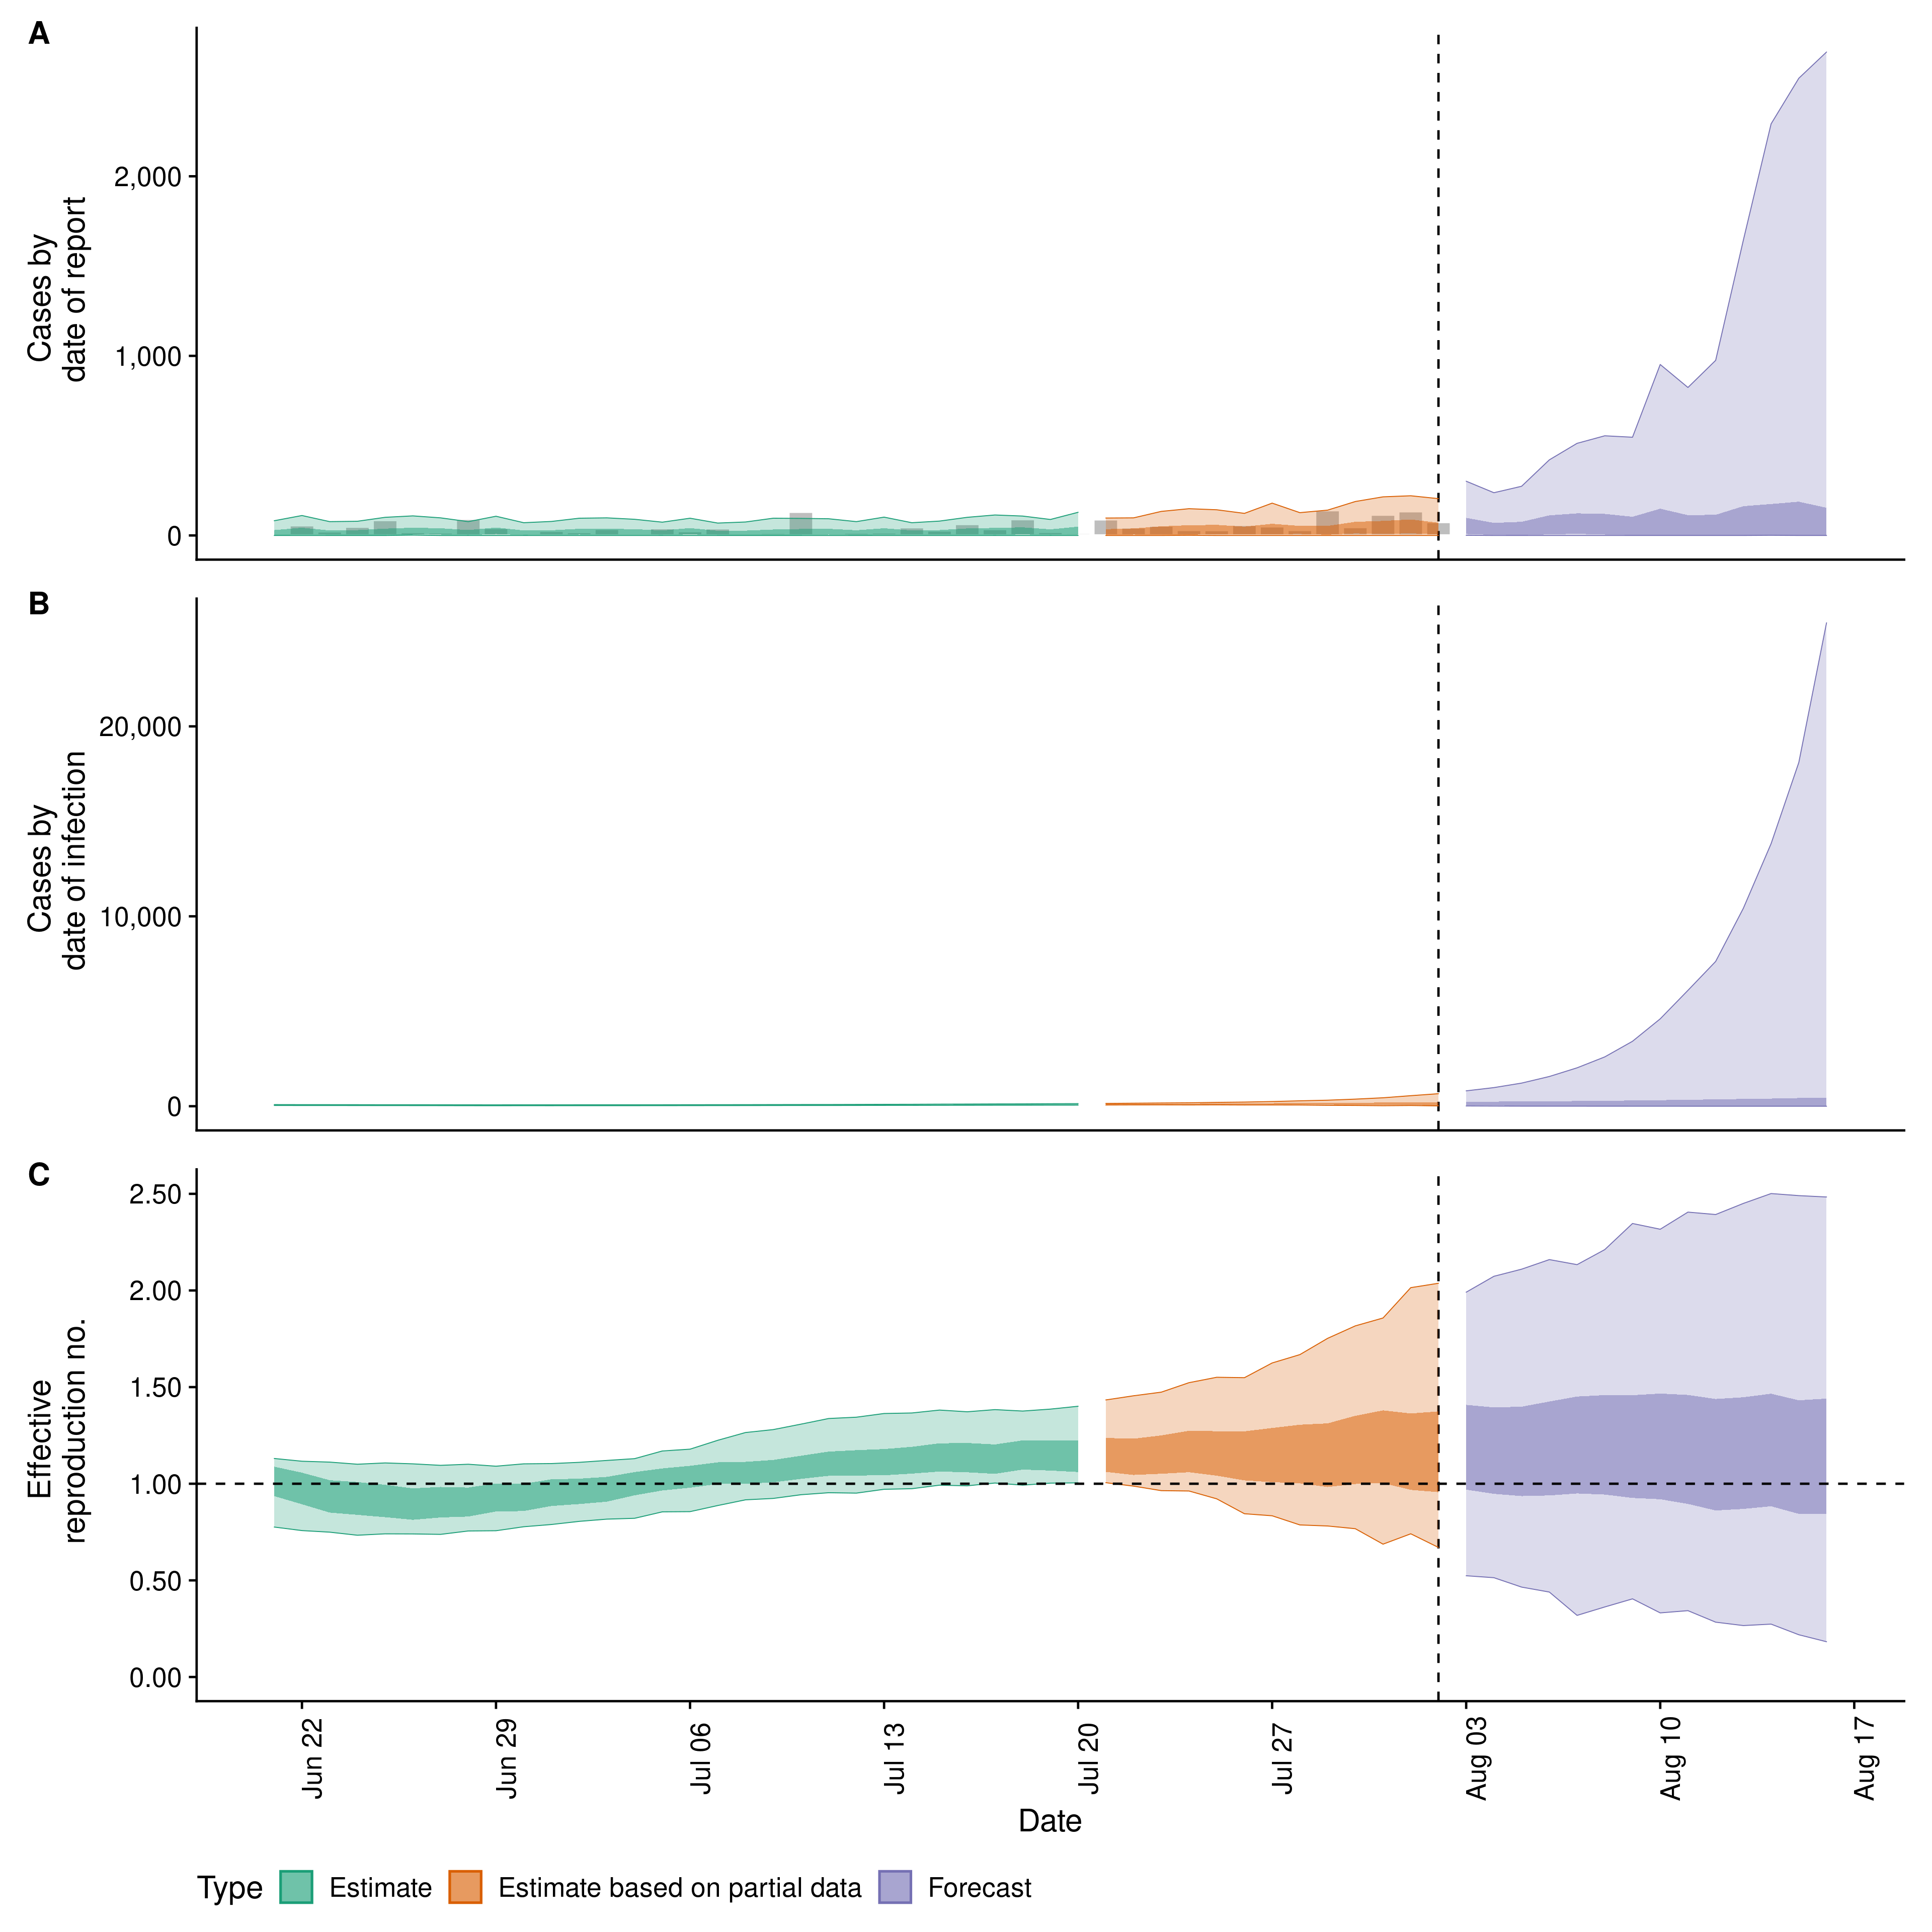 A
Cases by
date of report
2,000
1,000
0
B
Cases by
date of infection
20,000
10,000
0
C
Effective
reproduction no.
2.50
2.00
1.50
1.00
0.50
0.00
Jun 22
Jun 29
Jul 06
Jul 13
Jul 20
Jul 27
Aug 03
Aug 10
Aug 17
Date
Type Estimate Estimate based on partial data Forecast